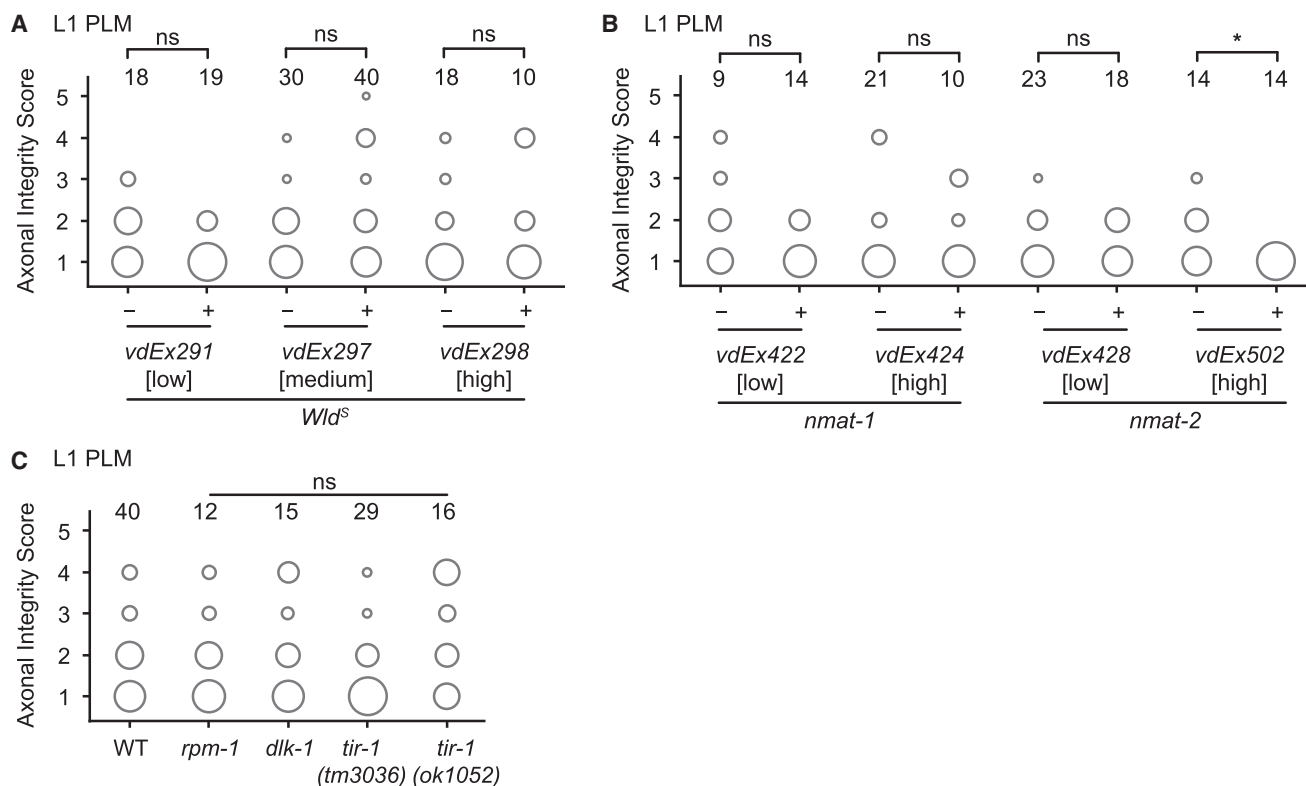 A L1 PLM
ns ns ns
18 19 30 40 18 10
Axonal Integrity Score
5
4
3
2
1
– + – + – +
vdEx291 vdEx297 vdEx298
[low] [medium] [high]
Wldˢ
B L1 PLM
ns ns ns *
9 14 21 10 23 18 14 14
Axonal Integrity Score
5
4
3
2
1
– + – + – + – +
vdEx422 vdEx424 vdEx428 vdEx502
[low] [high] [low] [high]
nmat-1 nmat-2
C L1 PLM
ns
40 12 15 29 16
Axonal Integrity Score
5
4
3
2
1
WT rpm-1 dlk-1 tir-1 tir-1
(tm3036) (ok1052)